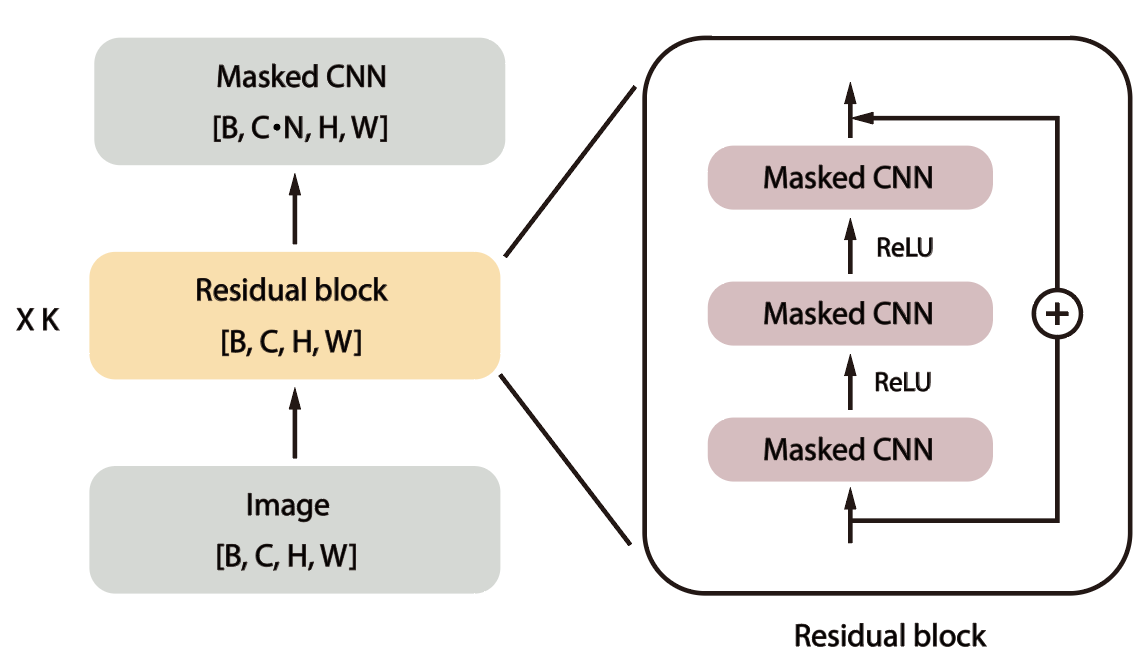 Masked CNN
[B, C•N, H, W]
X K
Residual block
[B, C, H, W]
Image
[B, C, H, W]
Masked CNN
ReLU
Masked CNN
+
ReLU
Masked CNN
Residual block